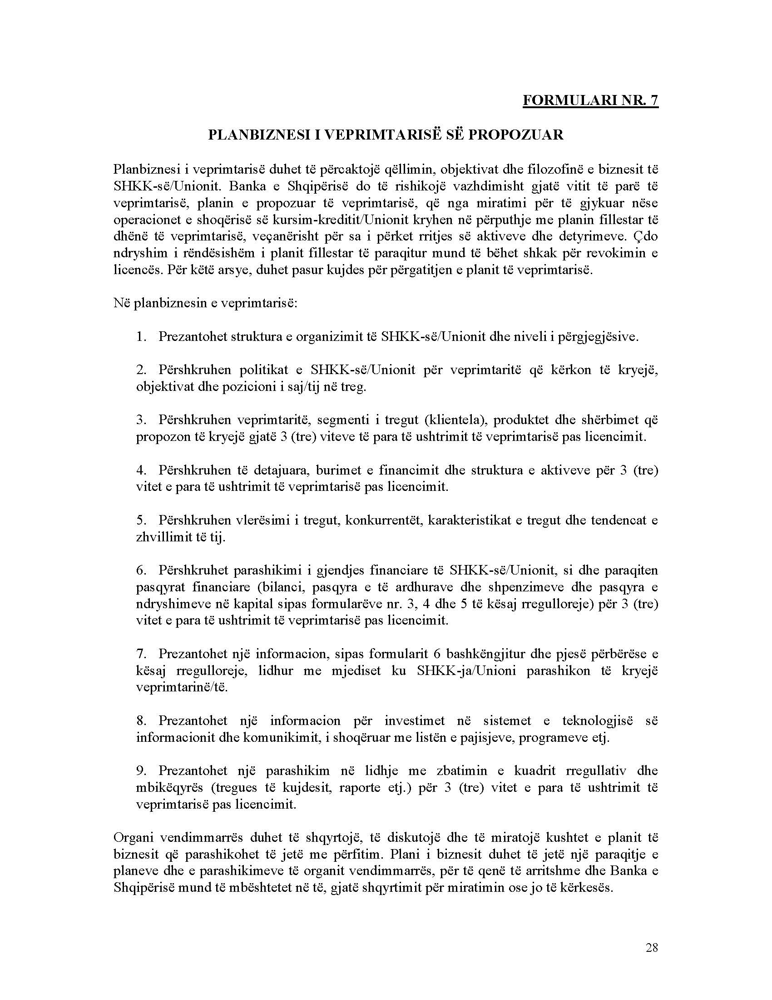 FORMULARI NR. 7
PLANBIZNESI I VEPRIMTARISË SË PROPOZUAR
Planbiznesi i veprimtarisë duhet të përcaktojë qëllimin, objektivat dhe filozofinë e biznesit të
SHKK-së/Unionit. Banka e Shqipërisë do të rishikojë vazhdimisht gjatë vitit të parë të
veprimtarisë, planin e propozuar të veprimtarisë, që nga miratimi për të gjykuar nëse
operacionet e shoqërisë së kursim-kreditit/Unionit kryhen në përputhje me planin fillestar të
dhënë të veprimtarisë, veçanërisht për sa i përket rritjes së aktiveve dhe detyrimeve. Çdo
ndryshim i rëndësishëm i planit fillestar të paraqitur mund të bëhet shkak për revokimin e
licencës. Për këtë arsye, duhet pasur kujdes për përgatitjen e planit të veprimtarisë.
Në planbiznesin e veprimtarisë:
1. Prezantohet struktura e organizimit të SHKK-së/Unionit dhe niveli i përgjegjësive.
2. Përshkruhen politikat e SHKK-së/Unionit për veprimtaritë që kërkon të kryejë,
objektivat dhe pozicioni i saj/tij në treg.
3. Përshkruhen veprimtaritë, segmenti i tregut (klientela), produktet dhe shërbimet që
propozon të kryejë gjatë 3 (tre) viteve të para të ushtrimit të veprimtarisë pas licencimit.
4. Përshkruhen të detajuara, burimet e financimit dhe struktura e aktiveve për 3 (tre)
vitet e para të ushtrimit të veprimtarisë pas licencimit.
5. Përshkruhen vlerësimi i tregut, konkurrentët, karakteristikat e tregut dhe tendencat e
zhvillimit të tij.
6. Përshkruhet parashikimi i gjendjes financiare të SHKK-së/Unionit, si dhe paraqiten
pasqyrat financiare (bilanci, pasqyra e të ardhurave dhe shpenzimeve dhe pasqyra e
ndryshimeve në kapital sipas formularëve nr. 3, 4 dhe 5 të kësaj rregulloreje) për 3 (tre)
vitet e para të ushtrimit të veprimtarisë pas licencimit.
7. Prezantohet një informacion, sipas formularit 6 bashkëngjitur dhe pjesë përbërëse e
kësaj rregulloreje, lidhur me mjediset ku SHKK-ja/Unioni parashikon të kryejë
veprimtarinë/të.
8. Prezantohet një informacion për investimet në sistemet e teknologjisë së
informacionit dhe komunikimit, i shoqëruar me listën e pajisjeve, programeve etj.
9. Prezantohet një parashikim në lidhje me zbatimin e kuadrit rregullativ dhe
mbikëqyrës (tregues të kujdesit, raporte etj.) për 3 (tre) vitet e para të ushtrimit të
veprimtarisë pas licencimit.
Organi vendimmarrës duhet të shqyrtojë, të diskutojë dhe të miratojë kushtet e planit të
biznesit që parashikohet të jetë me përfitim. Plani i biznesit duhet të jetë një paraqitje e
planeve dhe e parashikimeve të organit vendimmarrës, për të qenë të arritshme dhe Banka e
Shqipërisë mund të mbështetet në të, gjatë shqyrtimit për miratimin ose jo të kërkesës.
28